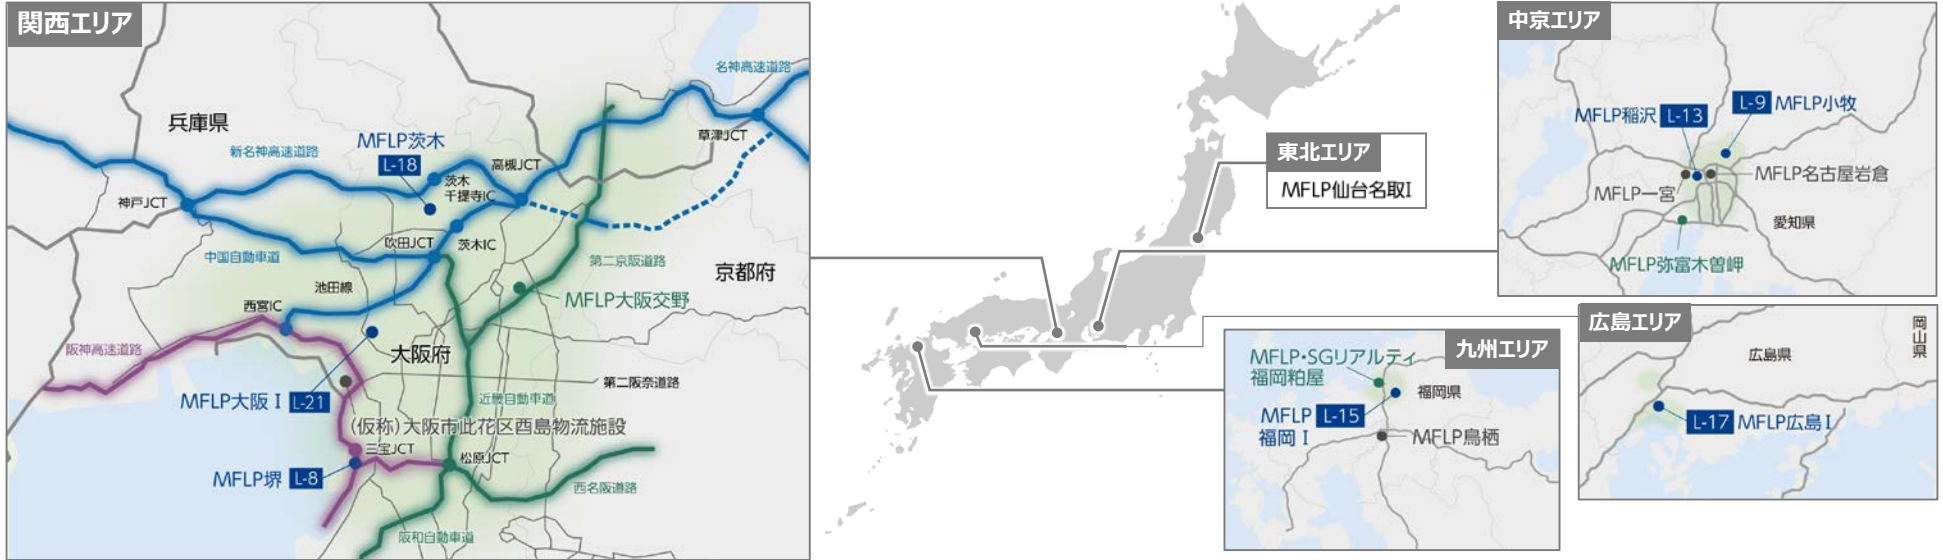 関西エリア
名神高速道路
兵庫県
MFLP茨木
L-18
新名神高速道路
高槻JCT
草津JCT
茨木
千提寺IC
神戸JCT
吹田JCT
茨木IC
中国自動車道
第二京阪道路
京都府
池田線
MFLP大阪交野
西宮IC
阪神高速道路
大阪府
第二阪奈道路
MFLP大阪Ⅰ
L-21
近畿自動車道
(仮称)大阪市此花区酉島物流施設
三宝JCT
松原JCT
MFLP堺
L-8
西名阪道路
阪和自動車道
東北エリア
MFLP仙台名取Ⅰ
中京エリア
MFLP稲沢
L-13
L-9
MFLP小牧
MFLP一宮
MFLP名古屋岩倉
愛知県
MFLP弥富木曽岬
九州エリア
MFLP・SGリアルティ
福岡粕屋
福岡県
MFLP
福岡Ⅰ
L-15
MFLP鳥栖
広島エリア
岡山県
広島県
L-17
MFLP広島Ⅰ